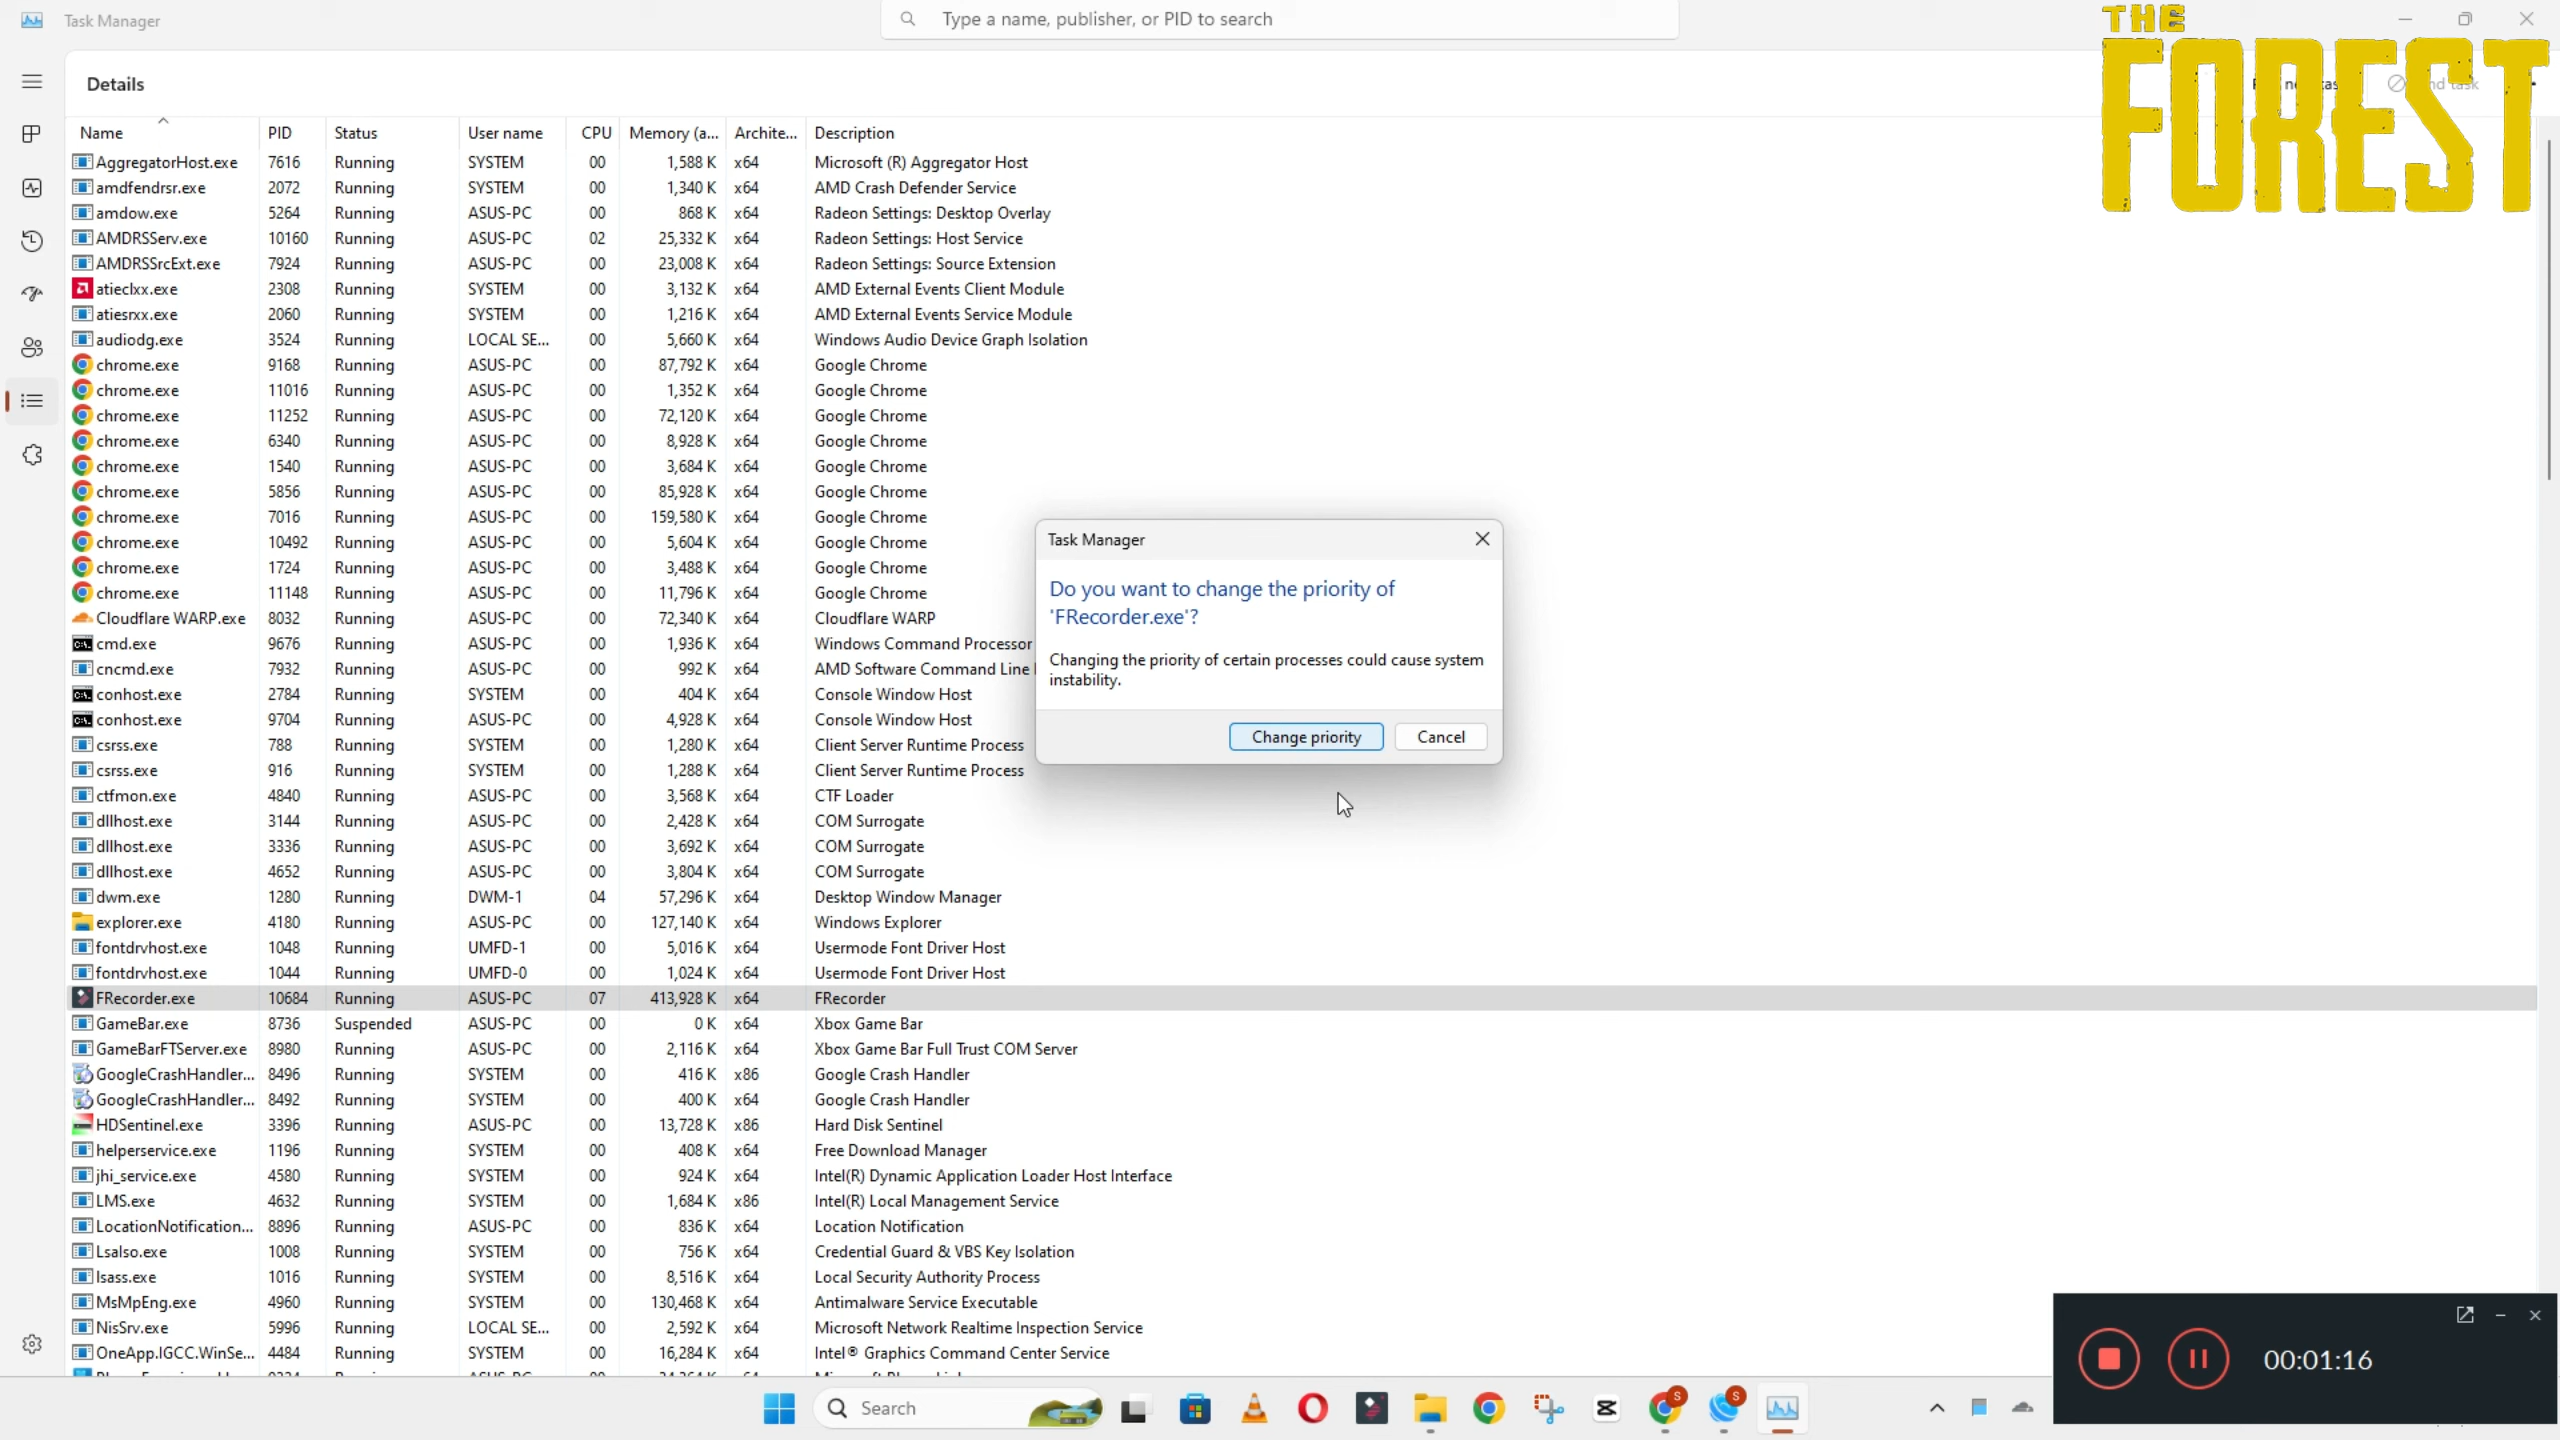 Task Manager
Type a name, publisher, or PID to search
THE
FOREST
Details
Name PID Status User name CPU Memory (a... Archite... Description
AggregatorHost.exe 7616 Running SYSTEM 00 1,588 K x64 Microsoft (R) Aggregator Host
amdfendrsr.exe 2072 Running SYSTEM 00 1,340 K x64 AMD Crash Defender Service
amdow.exe 5264 Running ASUS-PC 00 868 K x64 Radeon Settings: Desktop Overlay
AMDRSServ.exe 10160 Running ASUS-PC 02 25,332 K x64 Radeon Settings: Host Service
AMDRSSrcExt.exe 7924 Running ASUS-PC 00 23,008 K x64 Radeon Settings: Source Extension
atieclxx.exe 2308 Running SYSTEM 00 3,132 K x64 AMD External Events Client Module
atiesrxx.exe 2060 Running SYSTEM 00 1,216 K x64 AMD External Events Service Module
audiodg.exe 3524 Running LOCAL SE... 00 5,660 K x64 Windows Audio Device Graph Isolation
chrome.exe 9168 Running ASUS-PC 00 87,792 K x64 Google Chrome
chrome.exe 11016 Running ASUS-PC 00 1,352 K x64 Google Chrome
chrome.exe 11252 Running ASUS-PC 00 72,120 K x64 Google Chrome
chrome.exe 6340 Running ASUS-PC 00 8,928 K x64 Google Chrome
chrome.exe 1540 Running ASUS-PC 00 3,684 K x64 Google Chrome
chrome.exe 5856 Running ASUS-PC 00 85,928 K x64 Google Chrome
chrome.exe 7016 Running ASUS-PC 00 159,580 K x64 Google Chrome
chrome.exe 10492 Running ASUS-PC 00 5,604 K x64 Google Chrome
chrome.exe 1724 Running ASUS-PC 00 3,488 K x64 Google Chrome
chrome.exe 11148 Running ASUS-PC 00 11,796 K x64 Google Chrome
Cloudflare WARP.exe 8032 Running ASUS-PC 00 72,340 K x64 Cloudflare WARP
cmd.exe 9676 Running ASUS-PC 00 1,936 K x64 Windows Command Processor
cncmd.exe 7932 Running ASUS-PC 00 992 K x64 AMD Software Command Line
conhost.exe 2784 Running SYSTEM 00 404 K x64 Console Window Host
conhost.exe 9704 Running ASUS-PC 00 4,928 K x64 Console Window Host
csrss.exe 788 Running SYSTEM 00 1,280 K x64 Client Server Runtime Process
csrss.exe 916 Running SYSTEM 00 1,288 K x64 Client Server Runtime Process
ctfmon.exe 4840 Running ASUS-PC 00 3,568 K x64 CTF Loader
dllhost.exe 3144 Running ASUS-PC 00 2,428 K x64 COM Surrogate
dllhost.exe 3336 Running ASUS-PC 00 3,692 K x64 COM Surrogate
dllhost.exe 4652 Running ASUS-PC 00 3,804 K x64 COM Surrogate
dwm.exe 1280 Running DWM-1 04 57,296 K x64 Desktop Window Manager
explorer.exe 4180 Running ASUS-PC 00 127,140 K x64 Windows Explorer
fontdrvhost.exe 1048 Running UMFD-1 00 5,016 K x64 Usermode Font Driver Host
fontdrvhost.exe 1044 Running UMFD-0 00 1,024 K x64 Usermode Font Driver Host
FRecorder.exe 10684 Running ASUS-PC 07 413,928 K x64 FRecorder
GameBar.exe 8736 Suspended ASUS-PC 00 0 K x64 Xbox Game Bar
GameBarFTServer.exe 8980 Running ASUS-PC 00 2,116 K x64 Xbox Game Bar Full Trust COM Server
GoogleCrashHandler... 8496 Running SYSTEM 00 416 K x86 Google Crash Handler
GoogleCrashHandler... 8492 Running SYSTEM 00 400 K x64 Google Crash Handler
HDSentinel.exe 3396 Running ASUS-PC 00 13,728 K x86 Hard Disk Sentinel
helperservice.exe 1196 Running SYSTEM 00 408 K x64 Free Download Manager
jhi_service.exe 4580 Running SYSTEM 00 924 K x64 Intel(R) Dynamic Application Loader Host Interface
LMS.exe 4632 Running SYSTEM 00 1,684 K x86 Intel(R) Local Management Service
LocationNotification... 8896 Running ASUS-PC 00 836 K x64 Location Notification
LsaIso.exe 1008 Running SYSTEM 00 756 K x64 Credential Guard & VBS Key Isolation
lsass.exe 1016 Running SYSTEM 00 8,516 K x64 Local Security Authority Process
MsMpEng.exe 4960 Running SYSTEM 00 130,468 K x64 Antimalware Service Executable
NisSrv.exe 5996 Running LOCAL SE... 00 2,592 K x64 Microsoft Network Realtime Inspection Service
OneApp.IGCC.WinSe... 4484 Running SYSTEM 00 16,284 K x64 Intel® Graphics Command Center Service
Task Manager
Do you want to change the priority of
'FRecorder.exe'?
Changing the priority of certain processes could cause system
instability.
Change priority Cancel
00:01:16
Search
S
S